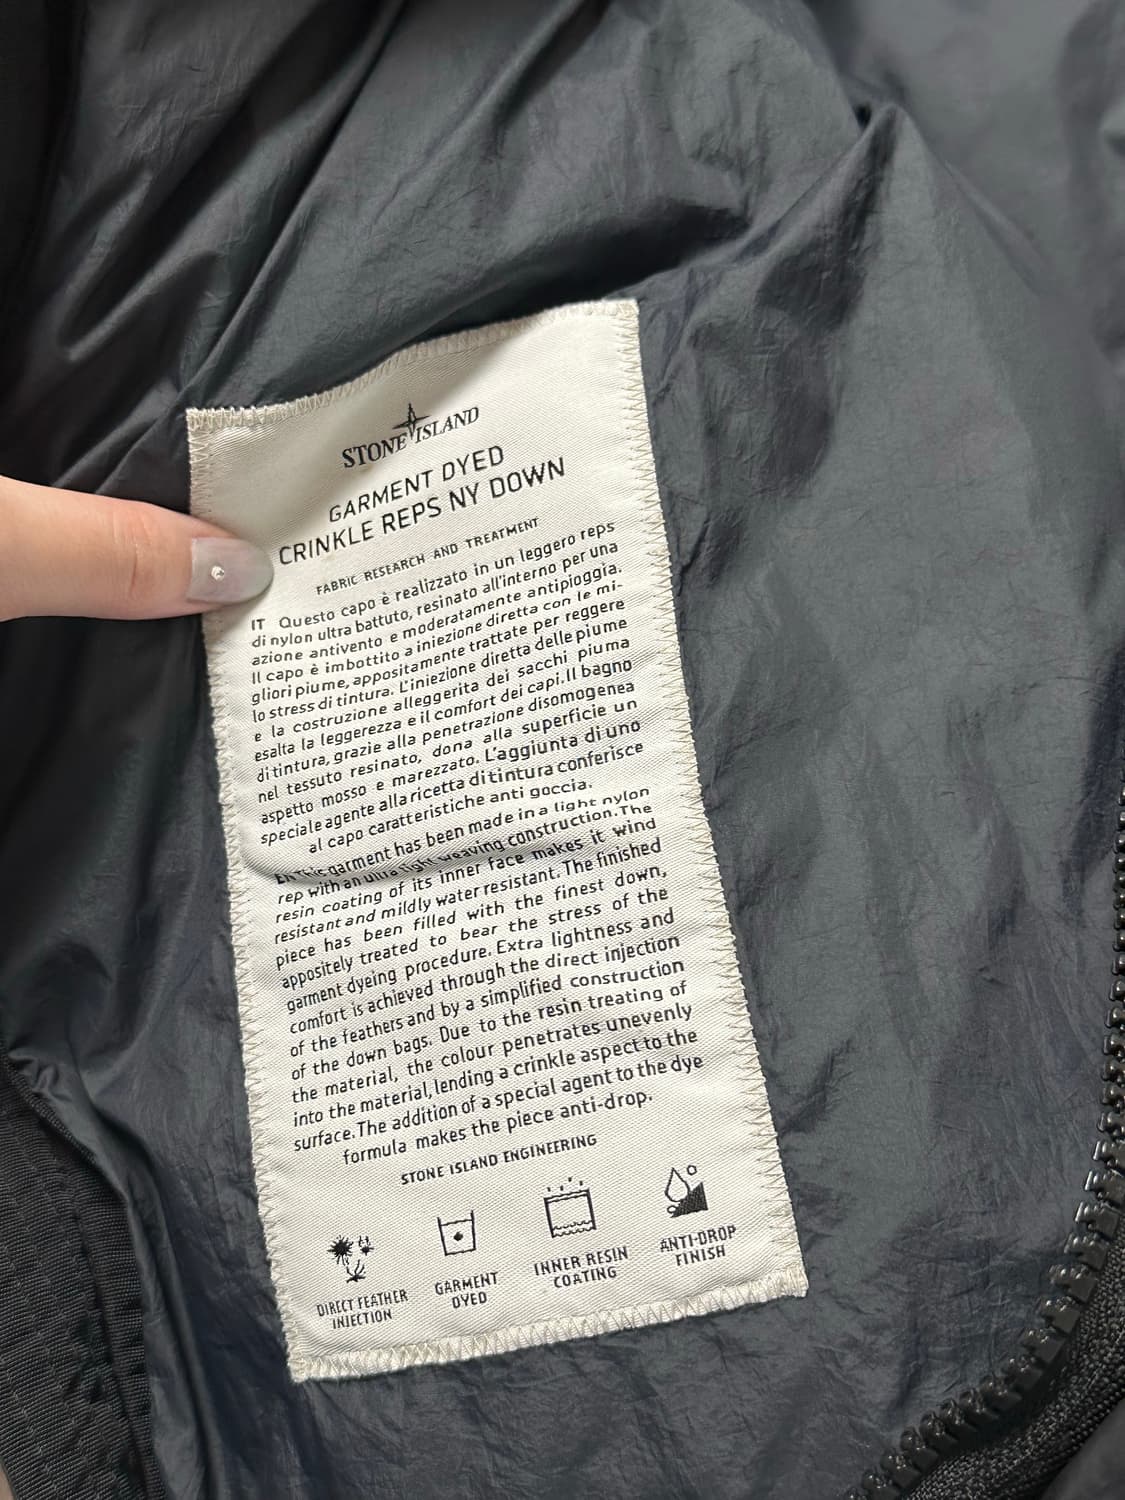 STONE ISLAND
GARMENT DYED
CRINKLE REPS NY DOWN
FABRIC RESEARCH AND TREATMENT
IT Questo capo è realizzato in un leggero reps
di nylon ultra battuto, resinato all'interno per una
azione antivento e moderatamente antipioggia.
Il capo è imbottito a iniezione diretta con le mi-
gliori piume, appositamente trattate per reggere
lo stress di tintura. L'iniezione diretta delle piume
e la costruzione alleggerita dei sacchi piuma
esalta la leggerezza e il comfort dei capi. Il bagno
di tintura, grazie alla penetrazione disomogenea
nel tessuto resinato, dona alla superficie un
aspetto mosso e marezzato. L'aggiunta di uno
speciale agente alla ricetta di tintura conferisce
al capo caratteristiche anti goccia.
EN This garment has been made in a light nylon
rep with an ultra tight weaving construction. The
resin coating of its inner face makes it wind
resistant and mildly water resistant. The finished
piece has been filled with the finest down,
appositely treated to bear the stress of the
garment dyeing procedure. Extra lightness and
comfort is achieved through the direct injection
of the feathers and by a simplified construction
of the down bags. Due to the resin treating of
the material, the colour penetrates unevenly
into the material, lending a crinkle aspect to the
surface. The addition of a special agent to the dye
formula makes the piece anti-drop.
STONE ISLAND ENGINEERING
DIRECT FEATHER
INJECTION
GARMENT
DYED
INNER RESIN
COATING
ANTI-DROP
FINISH